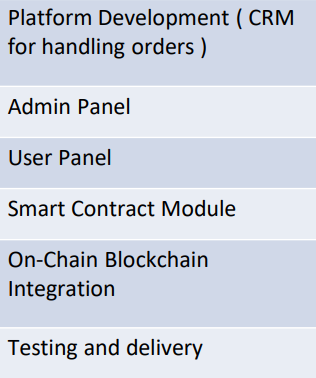 Platform Development ( CRM
for handling orders )
Admin Panel
User Panel
Smart Contract Module
On-Chain Blockchain
Integration
Testing and delivery